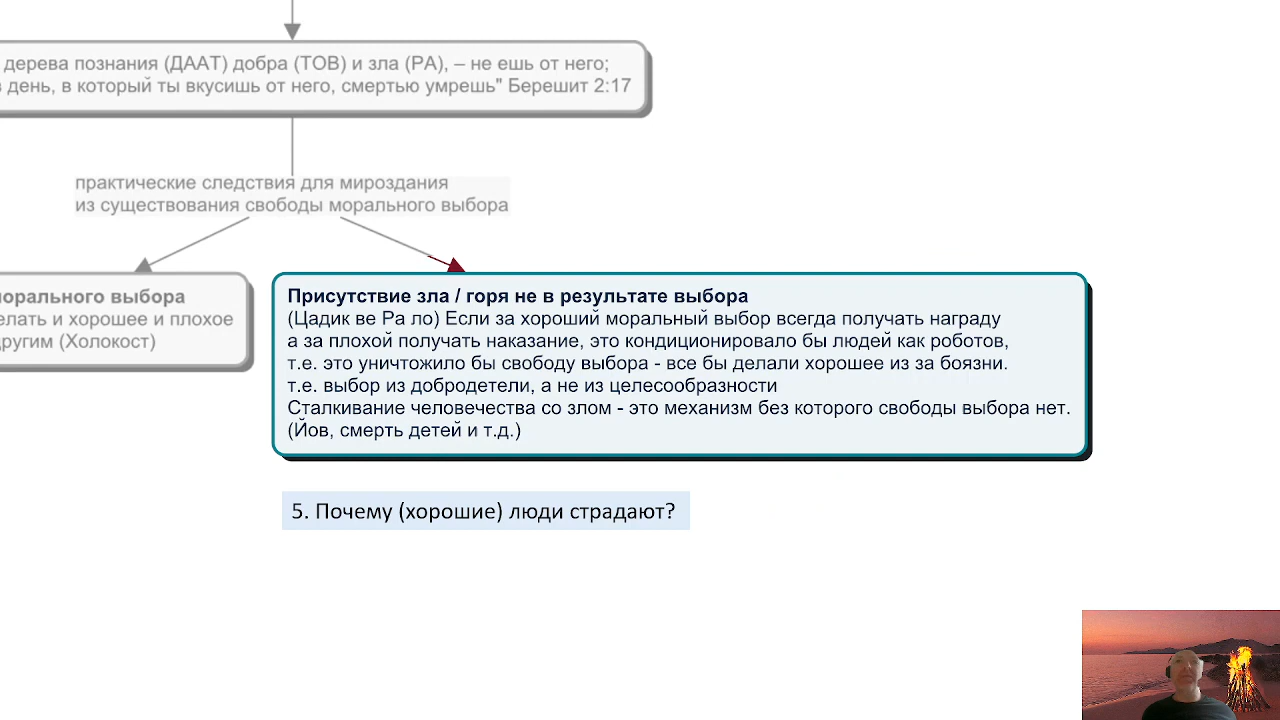 дерева познания (ДААТ) добра (ТОВ) и зла (РА), – не ешь от него;
день, в который ты вкусишь от него, смертью умрешь" Берешит 2:17
практические следствия для мироздания
из существования свободы морального выбора
морального выбора
елать и хорошее и плохое
другим (Холокост)
Присутствие зла / горя не в результате выбора
(Цадик ве Ра ло) Если за хороший моральный выбор всегда получать награду
а за плохой получать наказание, это кондиционировало бы людей как роботов,
т.е. это уничтожило бы свободу выбора - все бы делали хорошее из за боязни.
т.е. выбор из добродетели, а не из целесообразности
Сталкивание человечества со злом - это механизм без которого свободы выбора нет.
(Йов, смерть детей и т.д.)
5. Почему (хорошие) люди страдают?